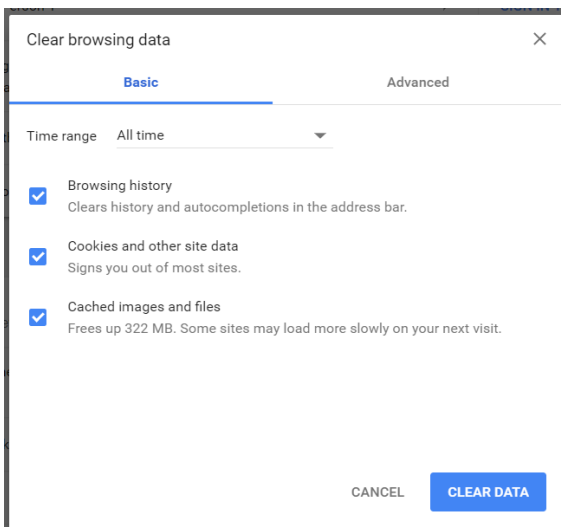 Clear browsing data
Basic Advanced
Time range All time
Browsing history
Clears history and autocompletions in the address bar.
Cookies and other site data
Signs you out of most sites.
Cached images and files
Frees up 322 MB. Some sites may load more slowly on your next visit.
CANCEL CLEAR DATA